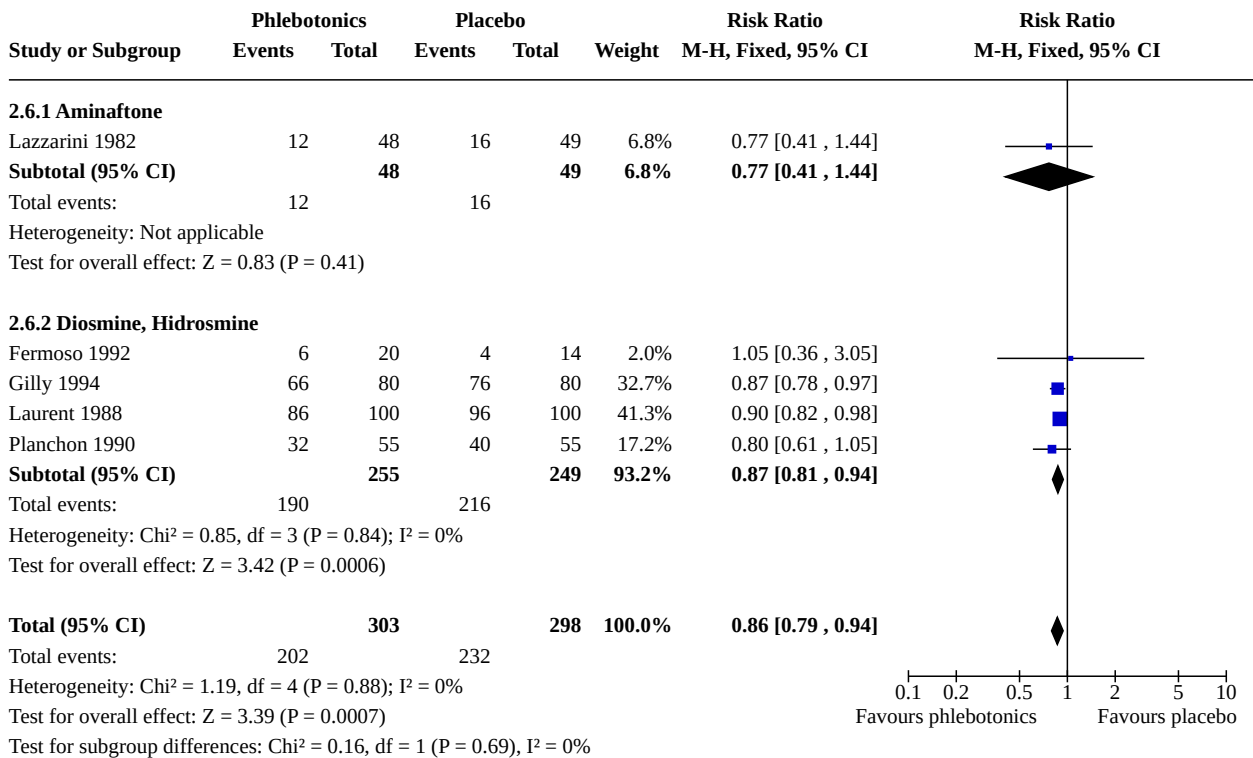 Phlebotonics Placebo Risk Ratio Risk Ratio
Study or Subgroup Events Total Events Total Weight M-H, Fixed, 95% CI M-H, Fixed, 95% CI
2.6.1 Aminaftone
Lazzarini 1982 12 48 16 49 6.8% 0.77 [0.41 , 1.44]
Subtotal (95% CI) 48 49 6.8% 0.77 [0.41 , 1.44]
Total events: 12 16
Heterogeneity: Not applicable
Test for overall effect: Z = 0.83 (P = 0.41)
2.6.2 Diosmine, Hidrosmine
Fermoso 1992 6 20 4 14 2.0% 1.05 [0.36 , 3.05]
Gilly 1994 66 80 76 80 32.7% 0.87 [0.78 , 0.97]
Laurent 1988 86 100 96 100 41.3% 0.90 [0.82 , 0.98]
Planchon 1990 32 55 40 55 17.2% 0.80 [0.61 , 1.05]
Subtotal (95% CI) 255 249 93.2% 0.87 [0.81 , 0.94]
Total events: 190 216
Heterogeneity: Chi² = 0.85, df = 3 (P = 0.84); I² = 0%
Test for overall effect: Z = 3.42 (P = 0.0006)
Total (95% CI) 303 298 100.0% 0.86 [0.79 , 0.94]
Total events: 202 232
Heterogeneity: Chi² = 1.19, df = 4 (P = 0.88); I² = 0%
0.1 0.2 0.5 1 2 5 10
Test for overall effect: Z = 3.39 (P = 0.0007)
Favours phlebotonics Favours placebo
Test for subgroup differences: Chi² = 0.16, df = 1 (P = 0.69), I² = 0%